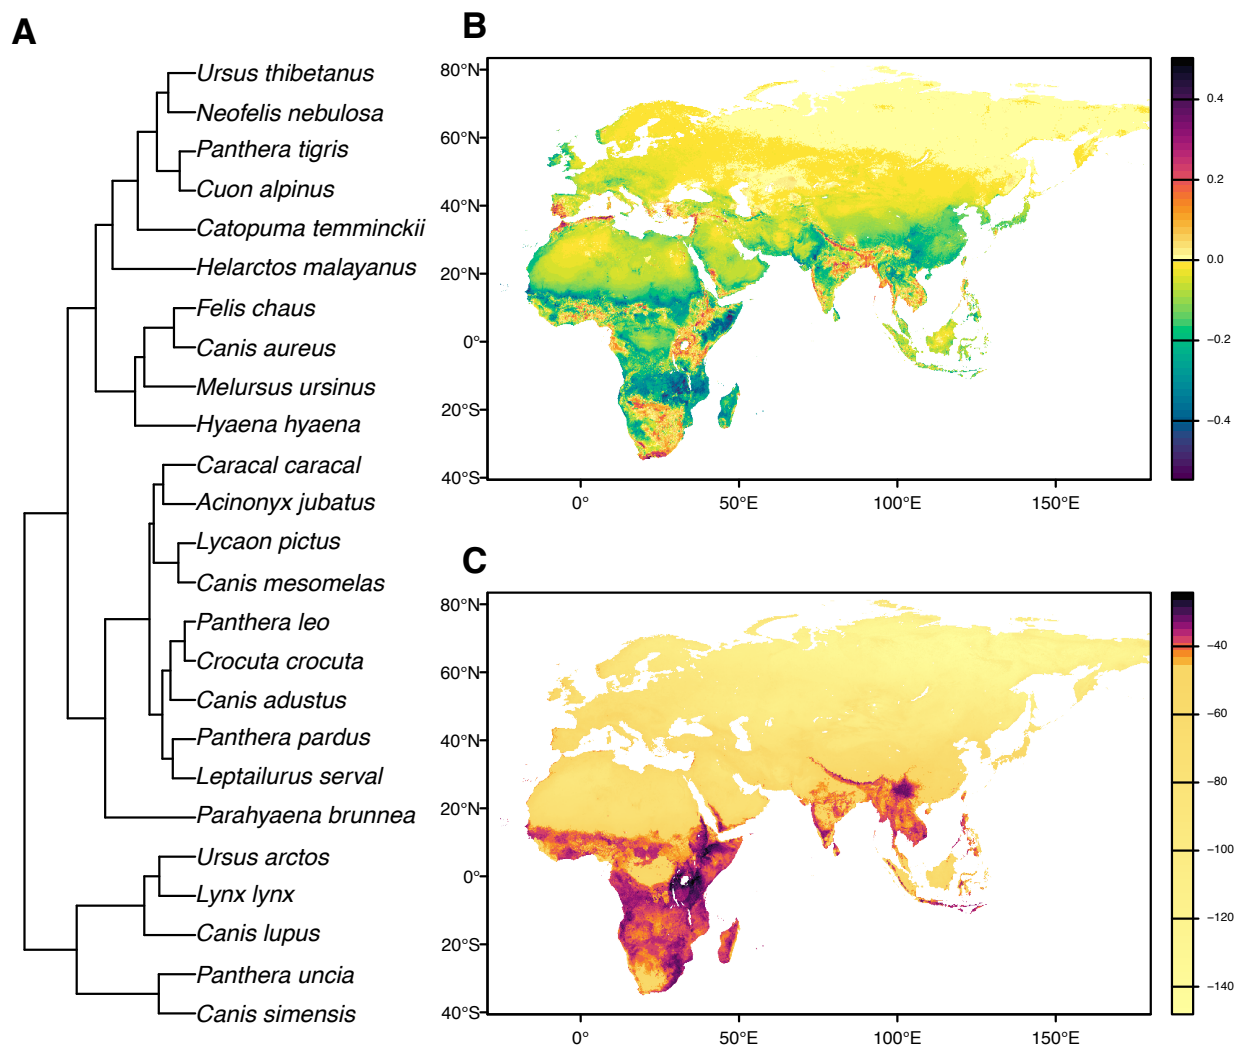 A
Ursus thibetanus
Neofelis nebulosa
Panthera tigris
Cuon alpinus
Catopuma temminckii
Helarctos malayanus
Felis chaus
Canis aureus
Melursus ursinus
Hyaena hyaena
Caracal caracal
Acinonyx jubatus
Lycaon pictus
Canis mesomelas
Panthera leo
Crocuta crocuta
Canis adustus
Panthera pardus
Leptailurus serval
Parahyaena brunnea
Ursus arctos
Lynx lynx
Canis lupus
Panthera uncia
Canis simensis
B
80°N
60°N
40°N
20°N
0°
20°S
40°S
0° 50°E 100°E 150°E
0.4
0.2
0.0
−0.2
−0.4
C
80°N
60°N
40°N
20°N
0°
20°S
40°S
0° 50°E 100°E 150°E
−40
−60
−80
−100
−120
−140